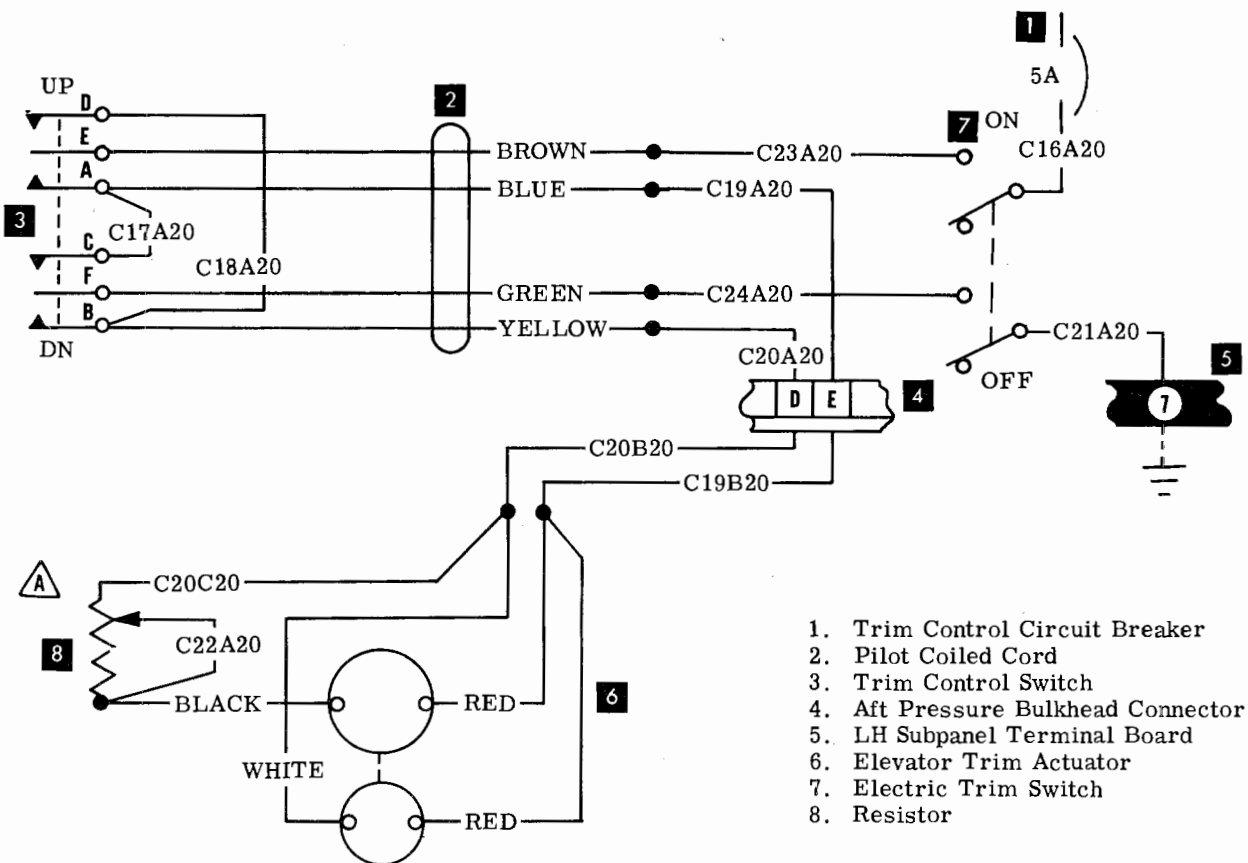 1
5A
UP
D
2
7 ON
E
BROWN
C23A20
C16A20
A
BLUE
C19A20
3
C17A20
C
C18A20
F
GREEN
C24A20
B
YELLOW
C21A20
DN
C20A20
OFF
5
D E
4
7
C20B20
C19B20
A
C20C20
C22A20
8
BLACK
RED
6
WHITE
RED
1. Trim Control Circuit Breaker
2. Pilot Coiled Cord
3. Trim Control Switch
4. Aft Pressure Bulkhead Connector
5. LH Subpanel Terminal Board
6. Elevator Trim Actuator
7. Electric Trim Switch
8. Resistor